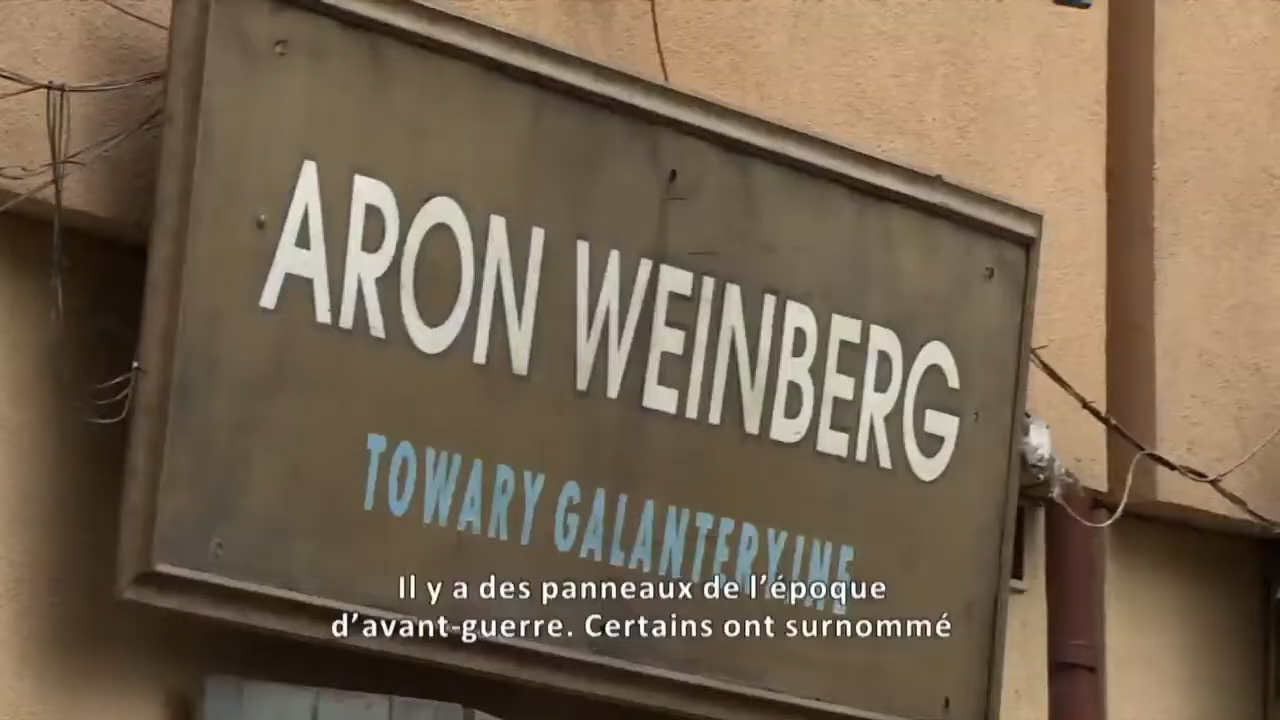 ARON WEINBERG
TOWARY GALANTERYJNE
Il y a des panneaux de l'époque
d'avant-guerre. Certains ont surnommé